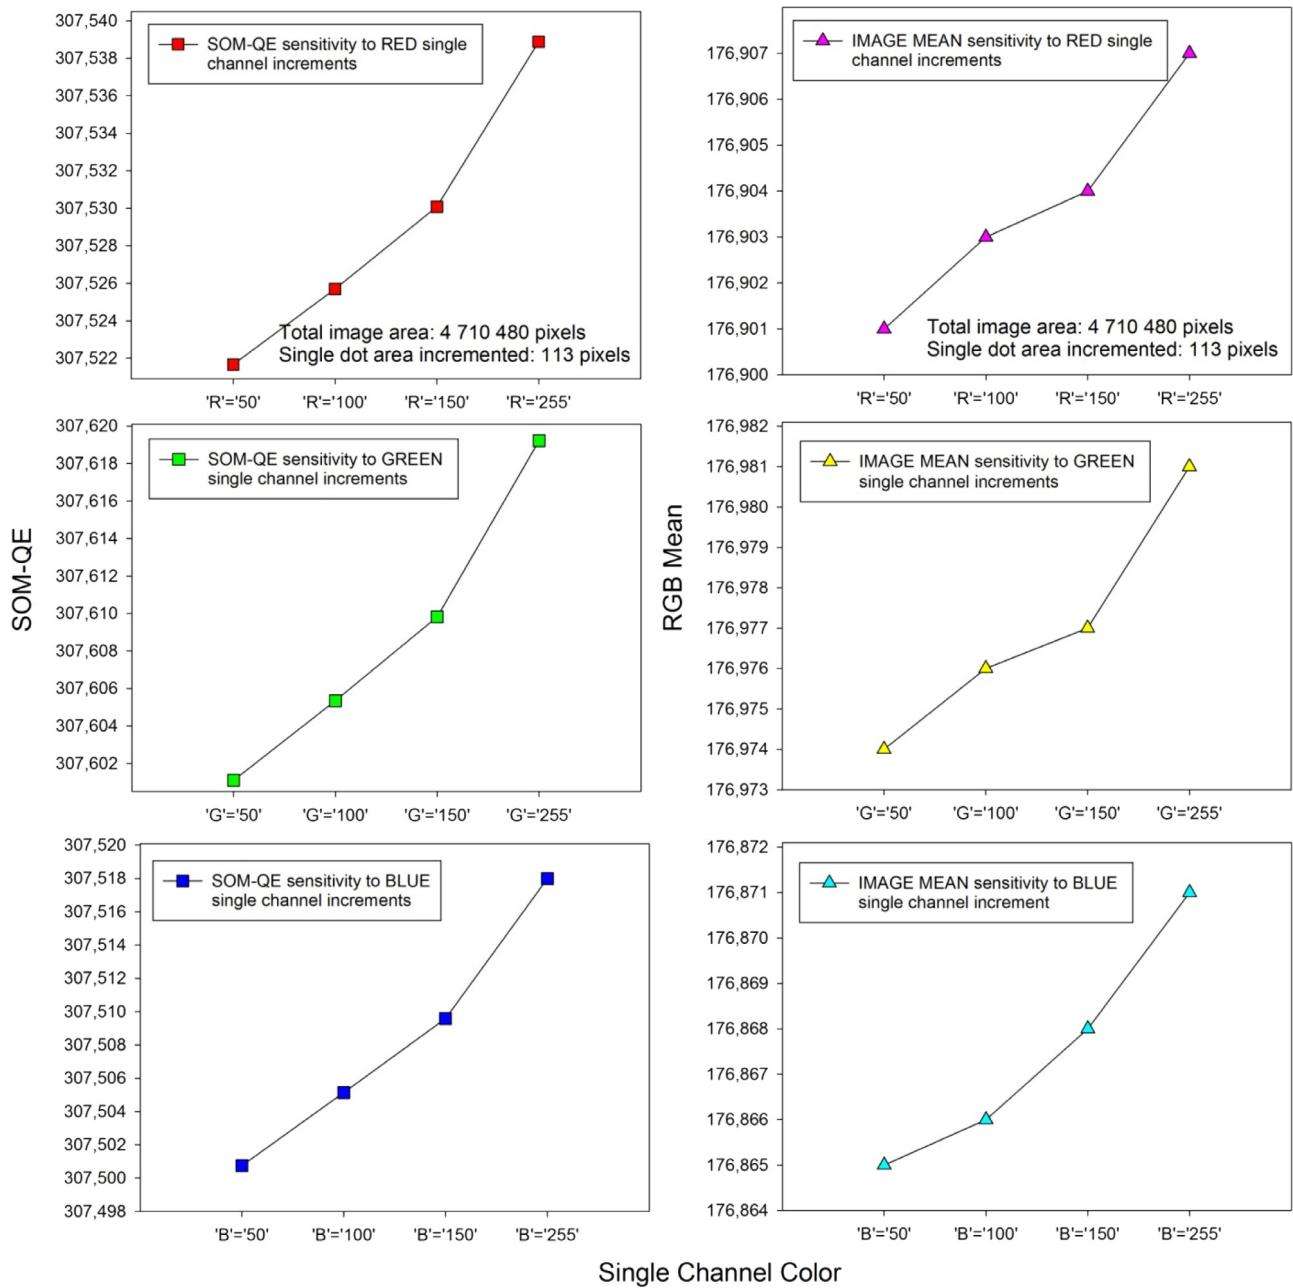 307,540
307,538
307,536
307,534
307,532
307,530
307,528
307,526
307,524
307,522
SOM-QE sensitivity to RED single
channel increments
Total image area: 4 710 480 pixels
Single dot area incremented: 113 pixels
'R'='50' 'R'='100' 'R'='150' 'R'='255'
176,907
176,906
176,905
176,904
176,903
176,902
176,901
176,900
IMAGE MEAN sensitivity to RED single
channel increments
Total image area: 4 710 480 pixels
Single dot area incremented: 113 pixels
'R'='50' 'R'='100' 'R'='150' 'R'='255'
SOM-QE
307,620
307,618
307,616
307,614
307,612
307,610
307,608
307,606
307,604
307,602
SOM-QE sensitivity to GREEN
single channel increments
'G'='50' 'G'='100' 'G'='150' 'G'='255'
RGB Mean
176,982
176,981
176,980
176,979
176,978
176,977
176,976
176,975
176,974
176,973
IMAGE MEAN sensitivity to GREEN
single channel increments
'G'='50' 'G'='100' 'G'='150' 'G'='255'
307,520
307,518
307,516
307,514
307,512
307,510
307,508
307,506
307,504
307,502
307,500
307,498
SOM-QE sensitivity to BLUE
single channel increments
'B'='50' 'B'='100' 'B'='150' 'B'='255'
176,872
176,871
176,870
176,869
176,868
176,867
176,866
176,865
176,864
IMAGE MEAN sensitivity to BLUE
single channel increment
'B'='50' 'B'='100' 'B'='150' 'B'='255'
Single Channel Color